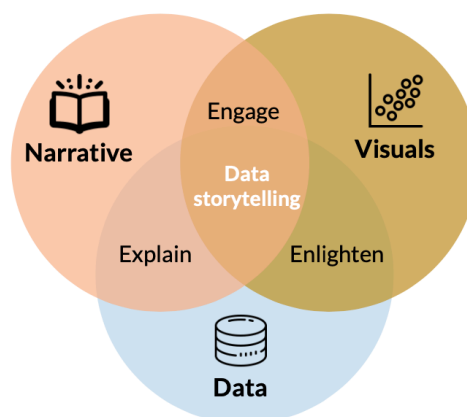 Engage
Narrative
Visuals
Data
storytelling
Explain
Enlighten
Data